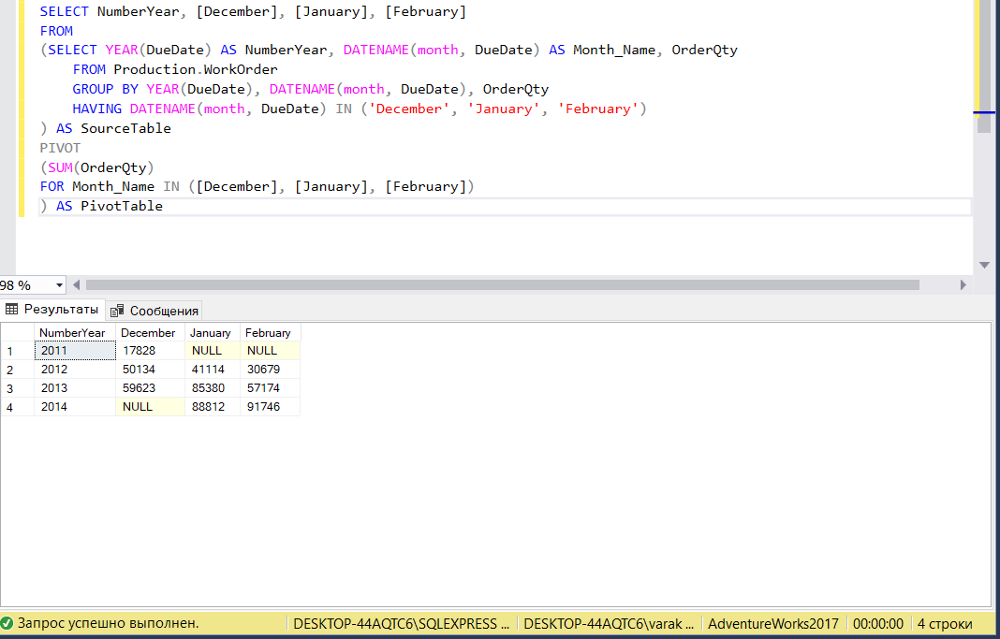 SELECT NumberYear, [December], [January], [February]
FROM
(SELECT YEAR(DueDate) AS NumberYear, DATENAME(month, DueDate) AS Month_Name, OrderQty
FROM Production.WorkOrder
GROUP BY YEAR(DueDate), DATENAME(month, DueDate), OrderQty
HAVING DATENAME(month, DueDate) IN ('December', 'January', 'February')
) AS SourceTable
PIVOT
(SUM(OrderQty)
FOR Month_Name IN ([December], [January], [February])
) AS PivotTable
98 %
Результаты Сообщения
NumberYear December January February
1 2011 17828 NULL NULL
2 2012 50134 41114 30679
3 2013 59623 85380 57174
4 2014 NULL 88812 91746
Запрос успешно выполнен. DESKTOP-44AQTC6\SQLEXPRESS ... DESKTOP-44AQTC6\varak ... AdventureWorks2017 00:00:00 4 строки